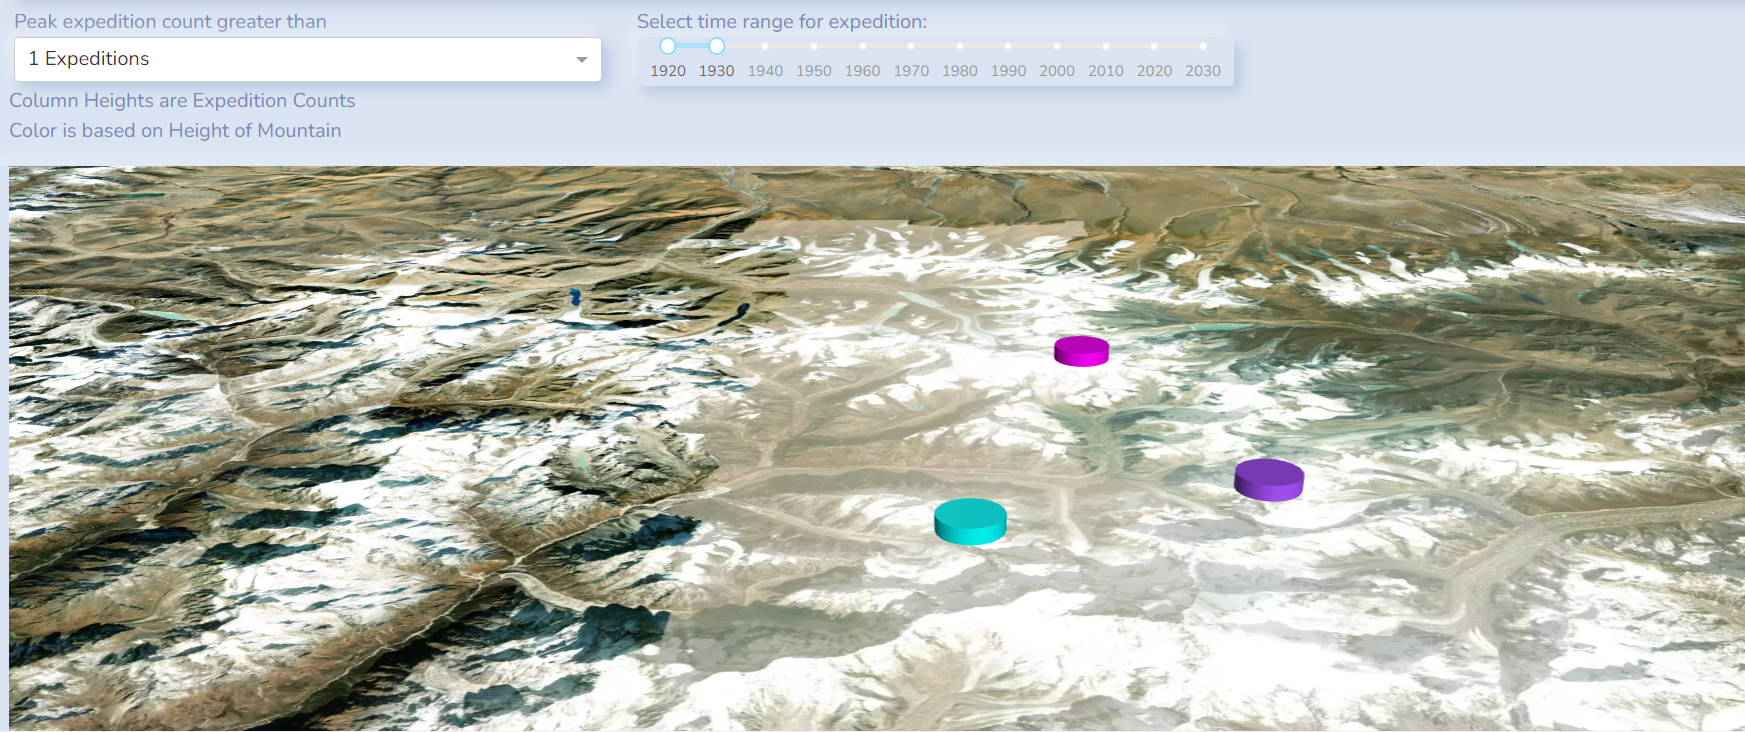 Peak expedition count greater than
1 Expeditions
Select time range for expedition:
1920 1930 1940 1950 1960 1970 1980 1990 2000 2010 2020 2030
Column Heights are Expedition Counts
Color is based on Height of Mountain